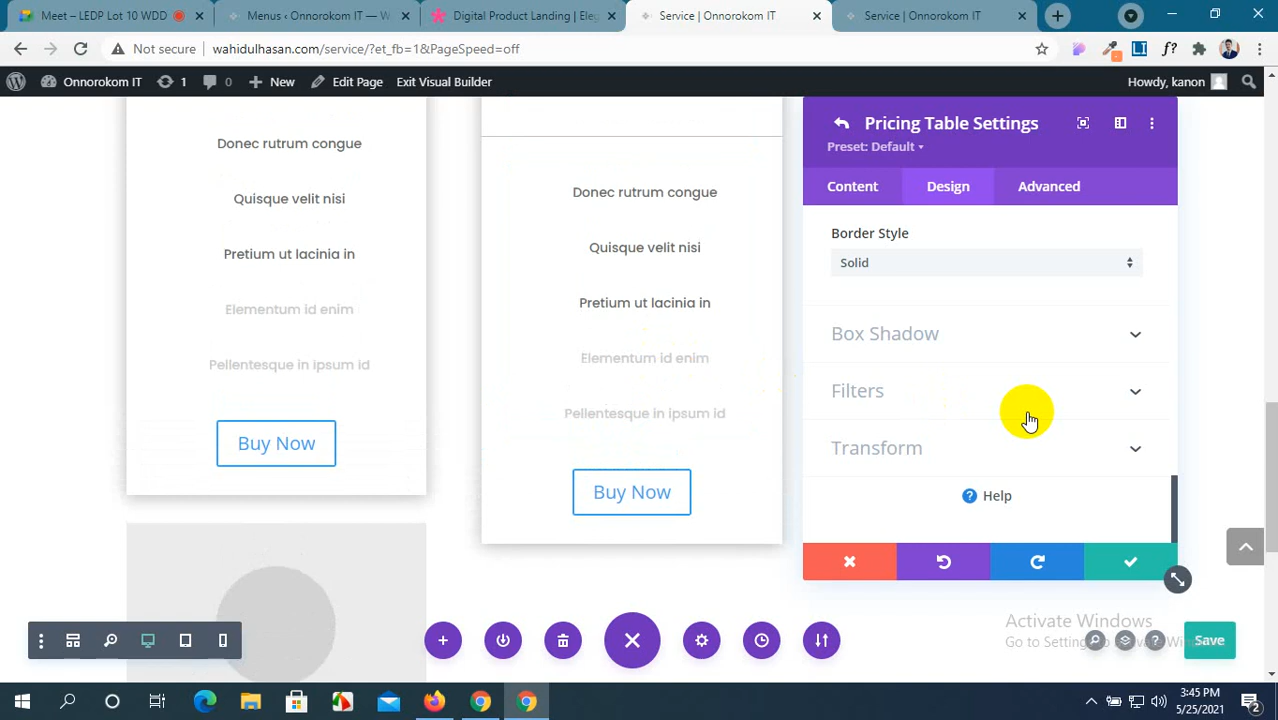 Meet – LEDP Lot 10 WDD
Menus ‹ Onnorokom IT — W
Digital Product Landing | Ele
Service | Onnorokom IT
Service | Onnorokom IT
Not secure
wahidulhasan.com/service/?et_fb=1&PageSpeed=off
Onnorokom IT
1
0
New
Edit Page
Exit Visual Builder
Howdy, kanon
Donec rutrum congue
Quisque velit nisi
Pretium ut lacinia in
Elementum id enim
Pellentesque in ipsum id
Buy Now
Donec rutrum congue
Quisque velit nisi
Pretium ut lacinia in
Elementum id enim
Pellentesque in ipsum id
Buy Now
Pricing Table Settings
Preset: Default
Content
Design
Advanced
Border Style
Solid
Box Shadow
Filters
Transform
Help
Activate Windows
Go to Setting
Save
3:45 PM
5/25/2021
2